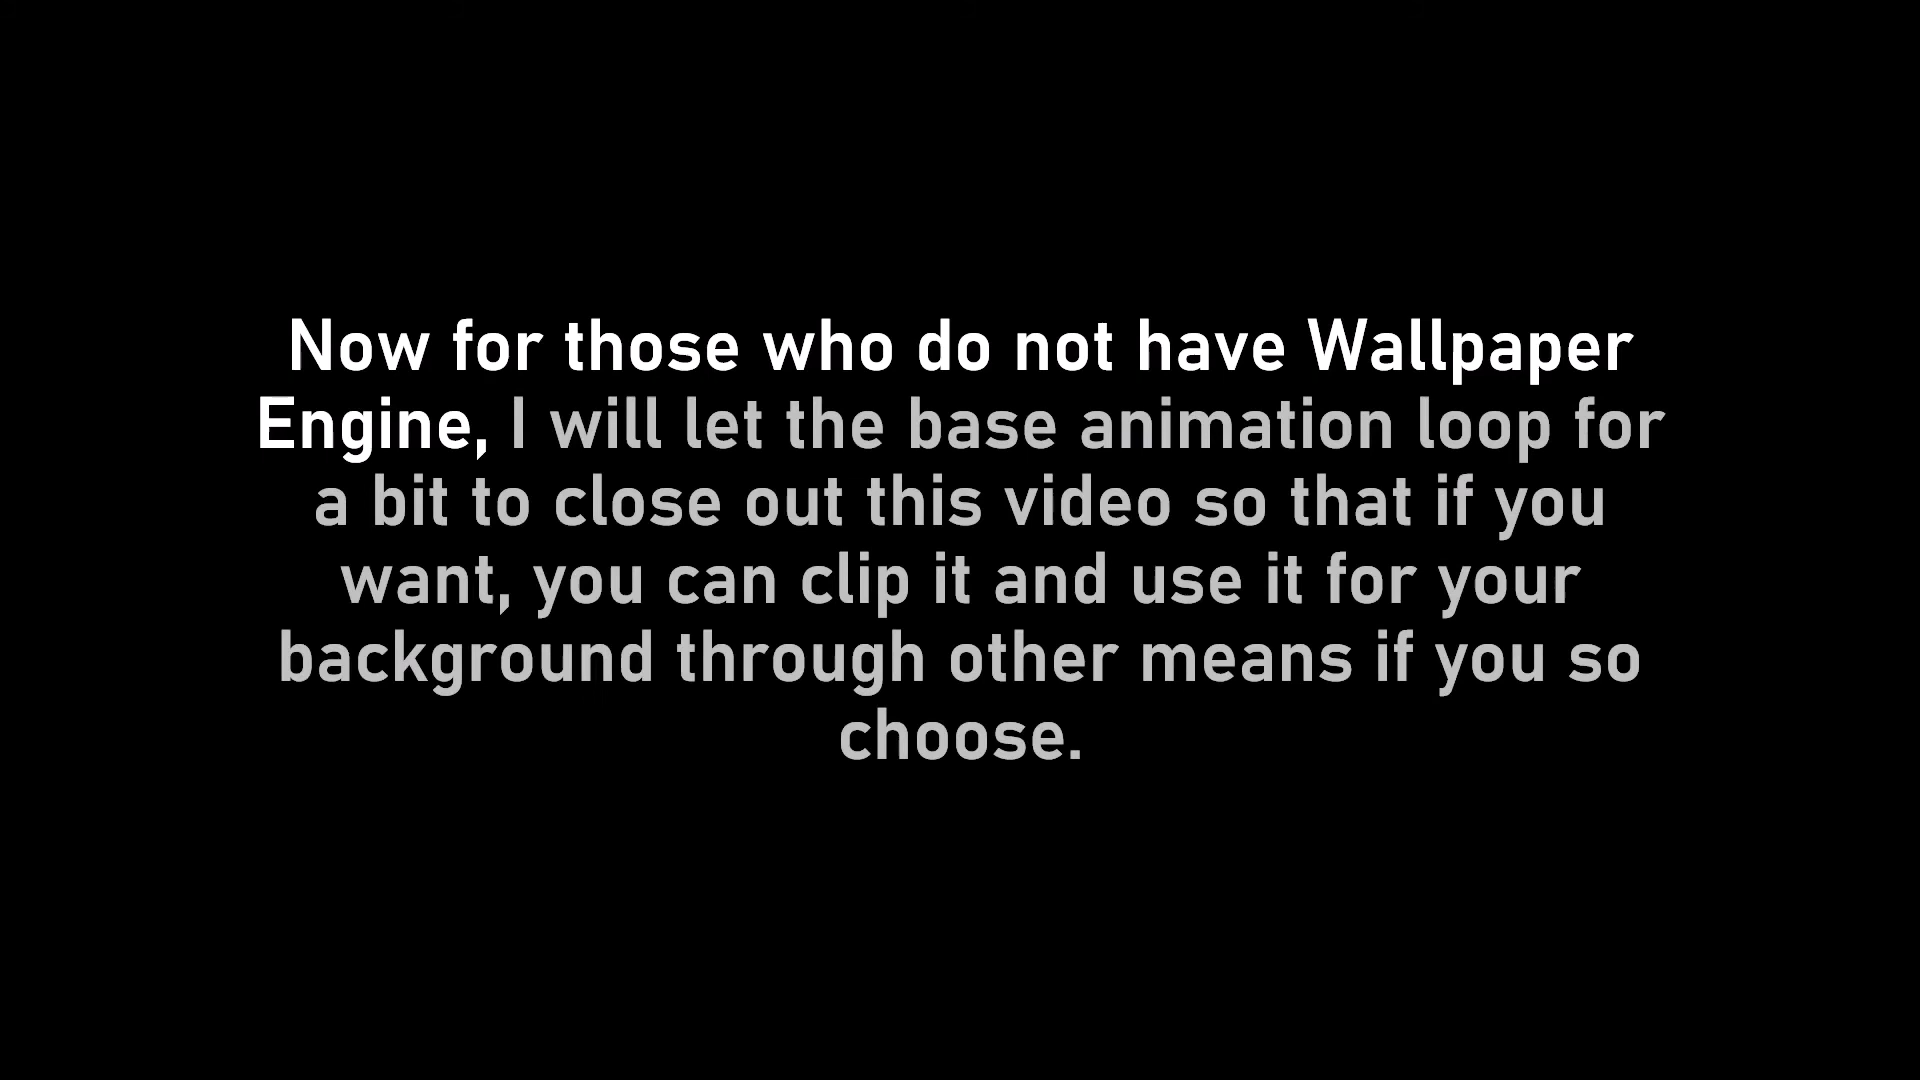 Now for those who do not have Wallpaper
Engine, I will let the base animation loop for
a bit to close out this video so that if you
want, you can clip it and use it for your
background through other means if you so
choose.